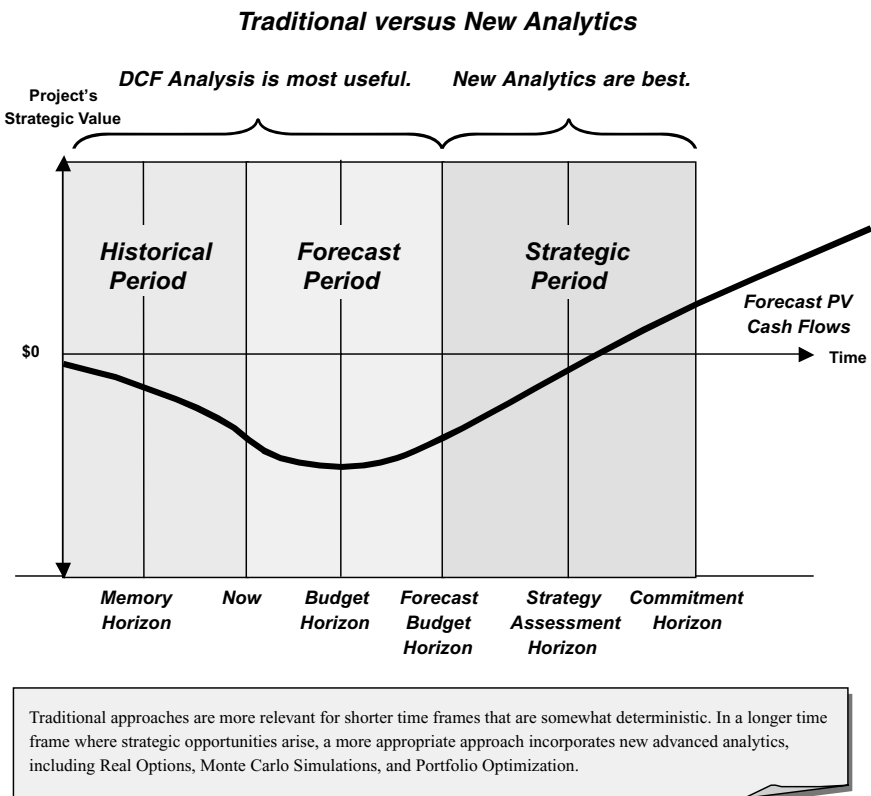 Traditional versus New Analytics
DCF Analysis is most useful.
New Analytics are best.
Project's
Strategic Value
Historical
Period
Forecast
Period
Strategic
Period
Forecast PV
Cash Flows
$0
Time
Memory
Horizon
Now
Budget
Horizon
Forecast
Budget
Horizon
Strategy
Assessment
Horizon
Commitment
Horizon
Traditional approaches are more relevant for shorter time frames that are somewhat deterministic. In a longer time
frame where strategic opportunities arise, a more appropriate approach incorporates new advanced analytics,
including Real Options, Monte Carlo Simulations, and Portfolio Optimization.